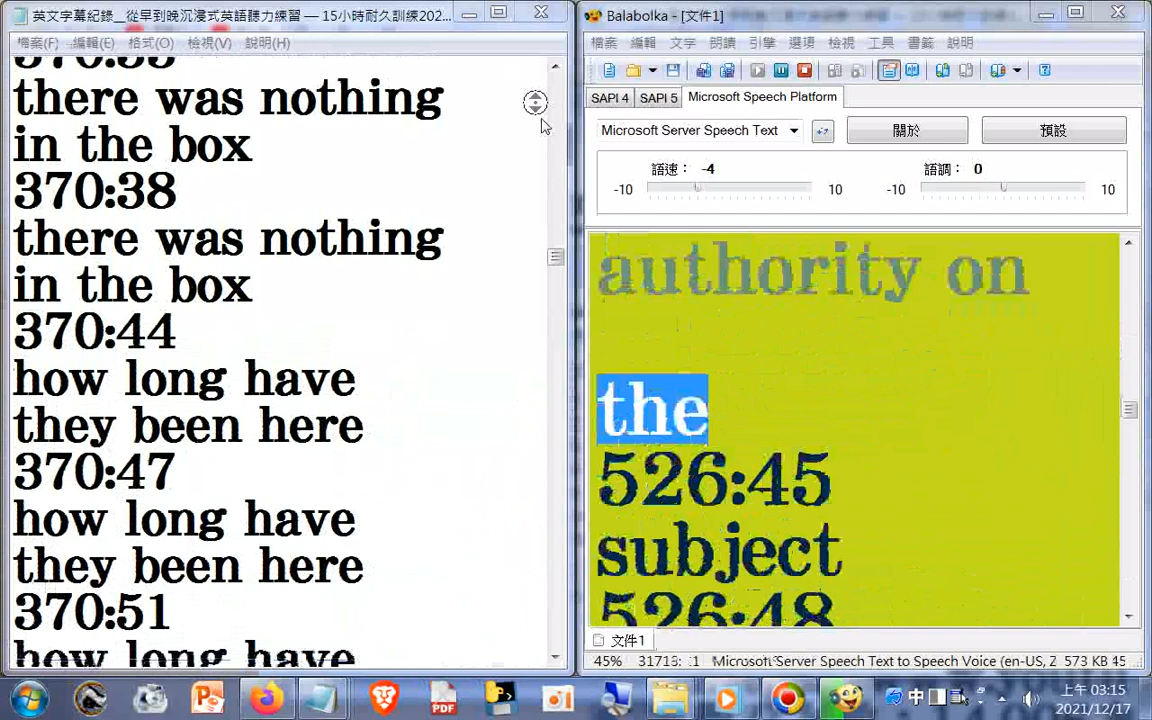 英文字幕紀錄__從早到晚沉浸式英語聽力練習 — 15小時耐久訓練202...
檔案(F) 編輯(E) 格式(O) 檢視(V) 說明(H)
there was nothing
in the box
370:38
there was nothing
in the box
370:44
how long have
they been here
370:47
how long have
they been here
370:51
how long have
Balabolka - [文件1]
檔案 編輯 文字 朗讀 引擎 選項 檢視 工具 書籤 說明
SAPI 4 SAPI 5 Microsoft Speech Platform
Microsoft Server Speech Text 關於 預設
語速： -4 語調： 0
-10 10 -10 10
authority on
the
526:45
subject
526:48
文件1
45% 31713: :1 Microsoft Server Speech Text to Speech Voice (en-US, Z 573 KB 45
PDF 中 上午 03:15
2021/12/17